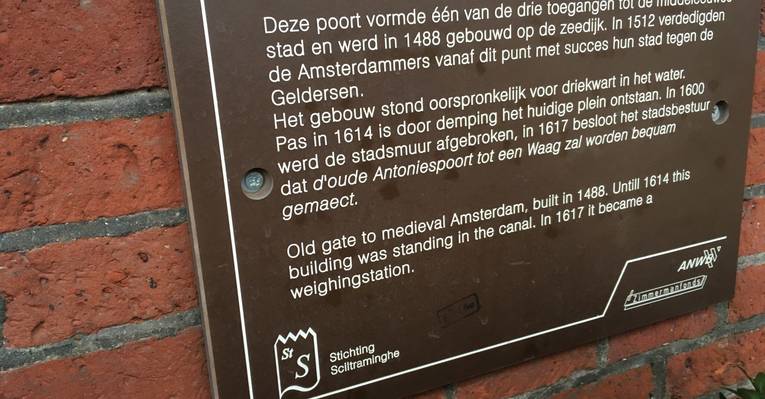 Deze poort vormde één van de drie toegangen tot de middeleeuwse
stad en werd in 1488 gebouwd op de zeedijk. In 1512 verdedigden
de Amsterdammers vanaf dit punt met succes hun stad tegen de
Geldersen.
Het gebouw stond oorspronkelijk voor driekwart in het water.
Pas in 1614 is door demping het huidige plein ontstaan. In 1600
werd de stadsmuur afgebroken, in 1617 besloot het stadsbestuur
dat d'oude Antoniespoort tot een Waag zal worden bequam
gemaect.
Old gate to medieval Amsterdam, built in 1488. Untill 1614 this
building was standing in the canal. In 1617 it became a
weighingstation.
ANWB
Zimmermanfonds
St S
Stichting
Sciltraminghe